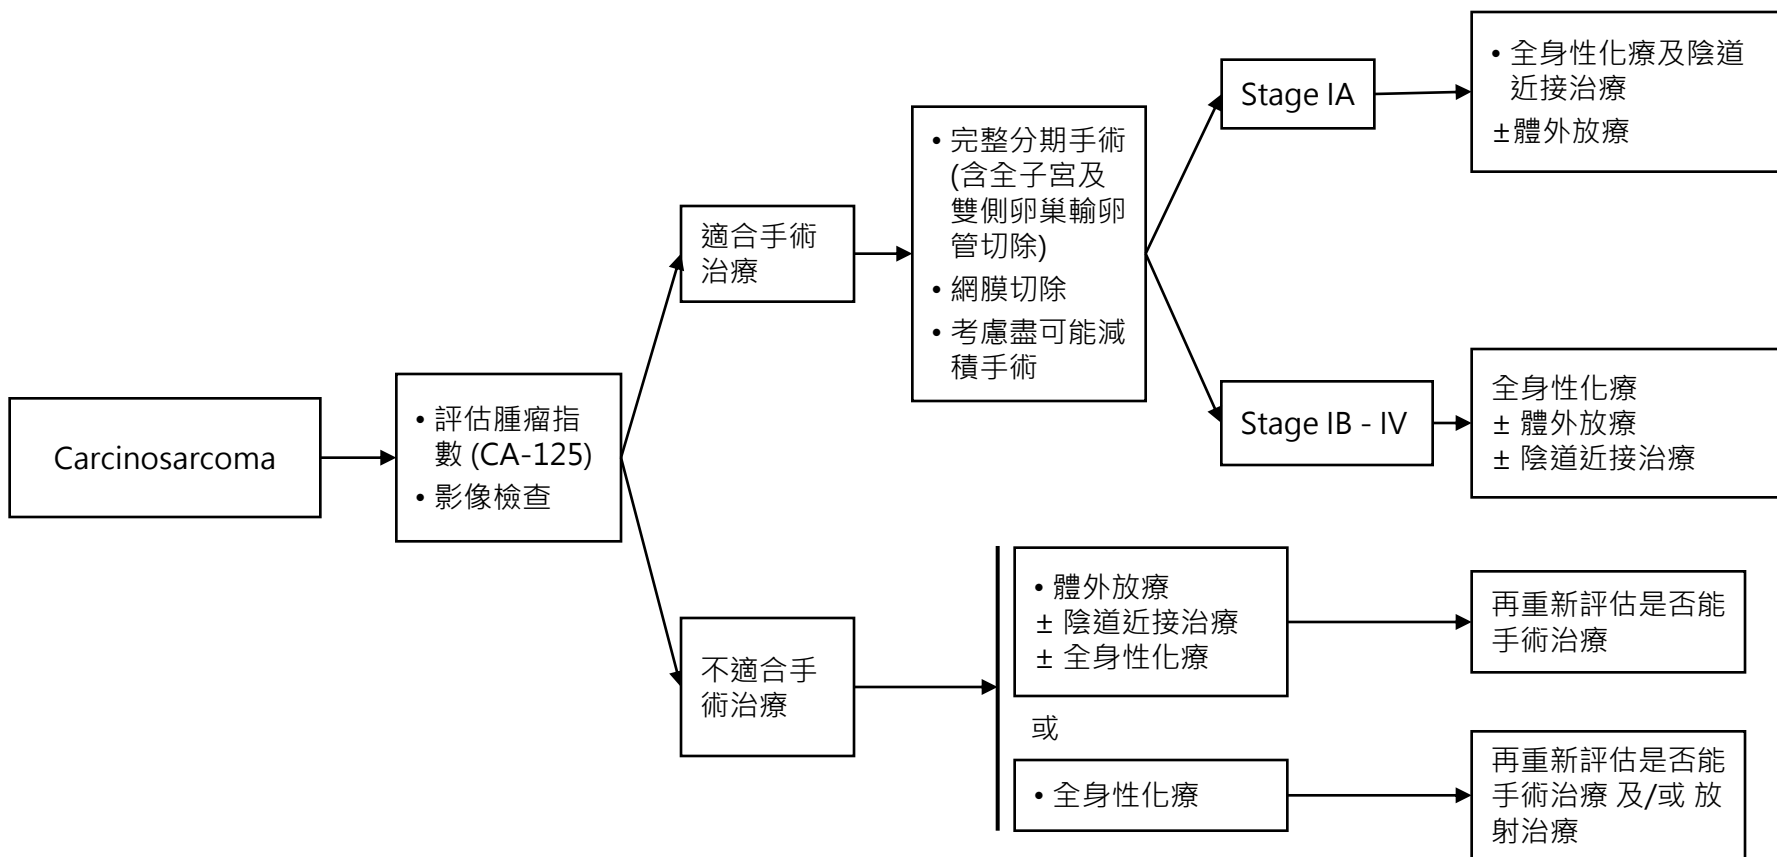 Carcinosarcoma
• 評估腫瘤指
數 (CA-125)
• 影像檢查
適合手術
治療
• 完整分期手術
(含全子宮及
雙側卵巢輸卵
管切除)
• 網膜切除
• 考慮盡可能減
積手術
Stage IA
• 全身性化療及陰道
近接治療
±體外放療
Stage IB - IV
全身性化療
± 體外放療
± 陰道近接治療
不適合手
術治療
• 體外放療
± 陰道近接治療
± 全身性化療
再重新評估是否能
手術治療
或
• 全身性化療
再重新評估是否能
手術治療 及/或 放
射治療